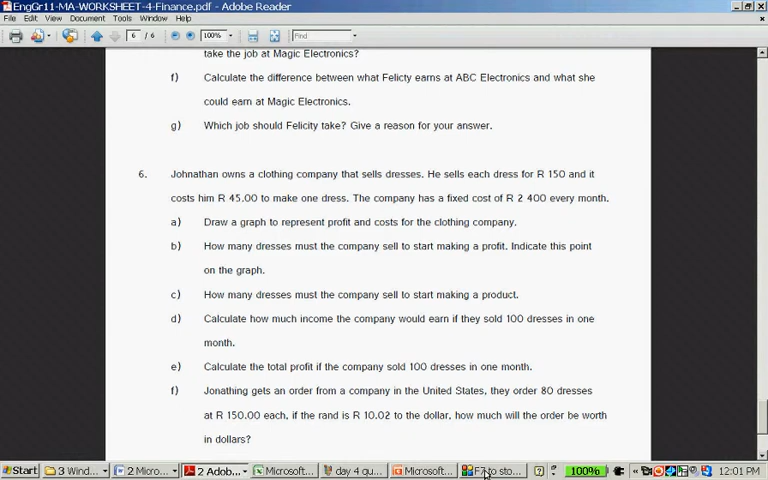 EngGr11-MA-WORKSHEET-4-Finance.pdf - Adobe Reader
File Edit View Document Tools Window Help
6 / 6 100% Find
take the job at Magic Electronics?
f) Calculate the difference between what Felicty earns at ABC Electronics and what she
could earn at Magic Electronics.
g) Which job should Felicity take? Give a reason for your answer.
6. Johnathan owns a clothing company that sells dresses. He sells each dress for R 150 and it
costs him R 45.00 to make one dress. The company has a fixed cost of R 2 400 every month.
a) Draw a graph to represent profit and costs for the clothing company.
b) How many dresses must the company sell to start making a profit. Indicate this point
on the graph.
c) How many dresses must the company sell to start making a product.
d) Calculate how much income the company would earn if they sold 100 dresses in one
month.
e) Calculate the total profit if the company sold 100 dresses in one month.
f) Jonathing gets an order from a company in the United States, they order 80 dresses
at R 150.00 each, if the rand is R 10.02 to the dollar, how much will the order be worth
in dollars?
Start 3 Wind... 2 Micro... 2 Adob... Microsoft... day 4 qu... Microsoft... F7 to sto... 100% 12:01 PM